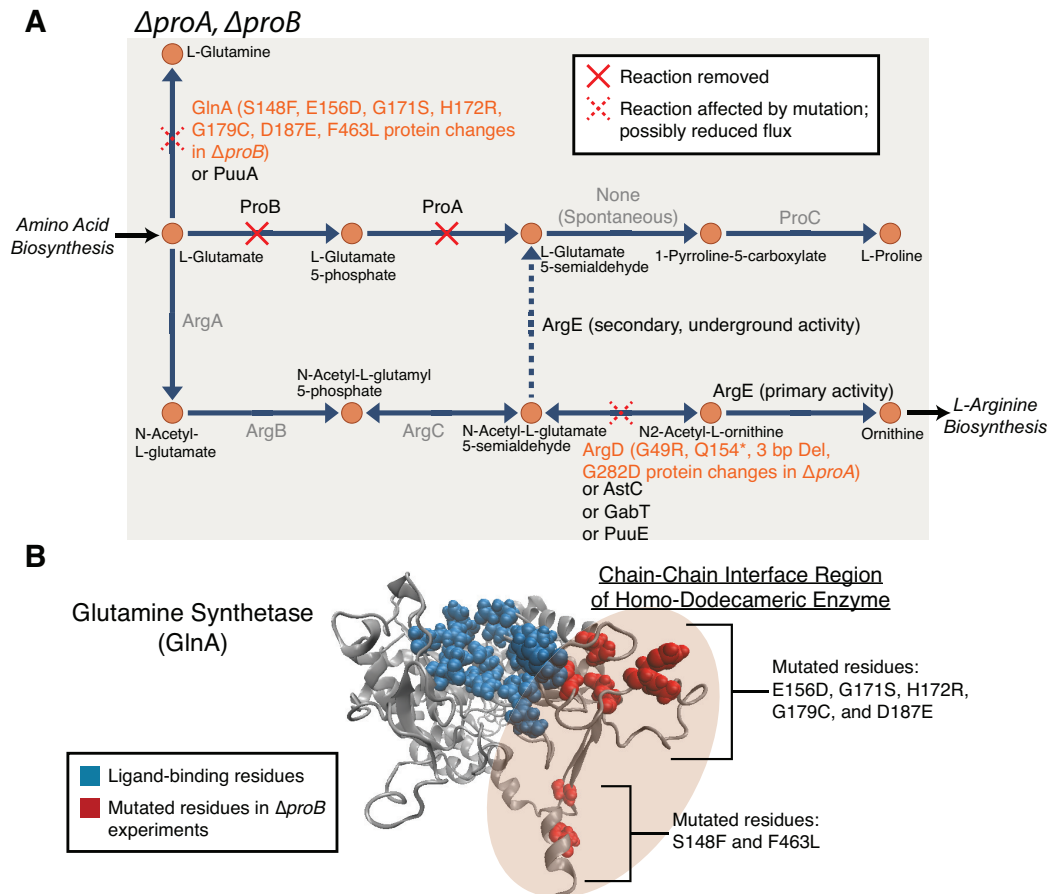 A
ΔproA, ΔproB
L-Glutamine
GlnA (S148F, E156D, G171S, H172R,
G179C, D187E, F463L protein changes
in ΔproB)
or PuuA
Reaction removed
Reaction affected by mutation;
possibly reduced flux
Amino Acid
Biosynthesis
ProB
ProA
None
(Spontaneous)
ProC
L-Glutamate
L-Glutamate
5-phosphate
L-Glutamate
5-semialdehyde
1-Pyrroline-5-carboxylate
L-Proline
ArgA
ArgE (secondary, underground activity)
N-Acetyl-L-glutamyl
5-phosphate
ArgE (primary activity)
L-Arginine
Biosynthesis
N-Acetyl-
L-glutamate
ArgB
ArgC
N-Acetyl-L-glutamate
5-semialdehyde
N2-Acetyl-L-ornithine
Ornithine
ArgD (G49R, Q154*, 3 bp Del,
G282D protein changes in ΔproA)
or AstC
or GabT
or PuuE
B
Glutamine Synthetase
(GlnA)
Chain-Chain Interface Region
of Homo-Dodecameric Enzyme
Mutated residues:
E156D, G171S, H172R,
G179C, and D187E
Ligand-binding residues
Mutated residues in ΔproB
experiments
Mutated residues:
S148F and F463L